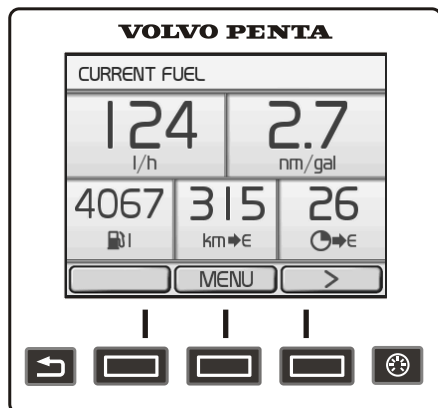 VOLVO PENTA
CURRENT FUEL
124 2.7
l/h nm/gal
4067 315 26
l km➡E ➡E
MENU >